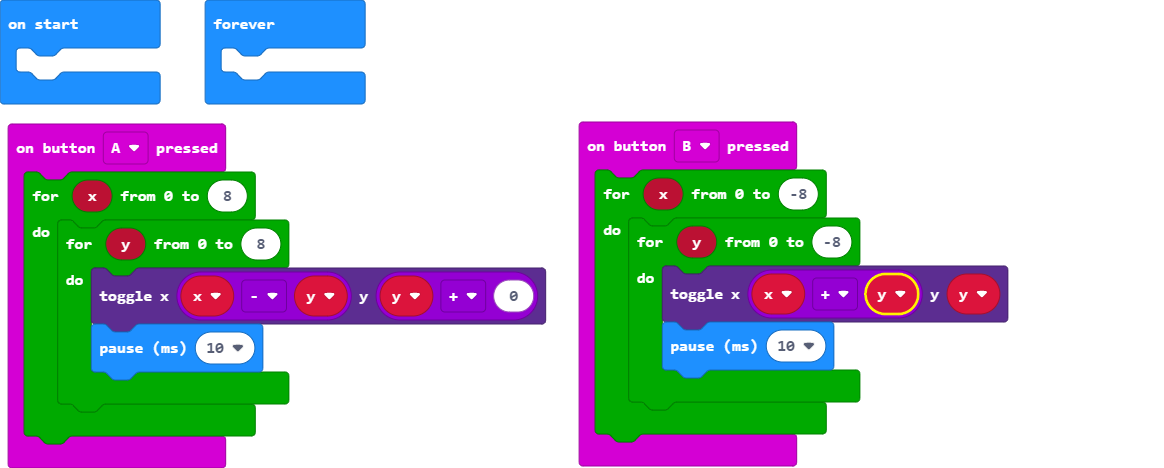 on start
forever
on button A pressed
for x from 0 to 8
do
for y from 0 to 8
do
toggle x x - y y y + 0
pause (ms) 10
on button B pressed
for x from 0 to -8
do
for y from 0 to -8
do
toggle x x + y y y
pause (ms) 10